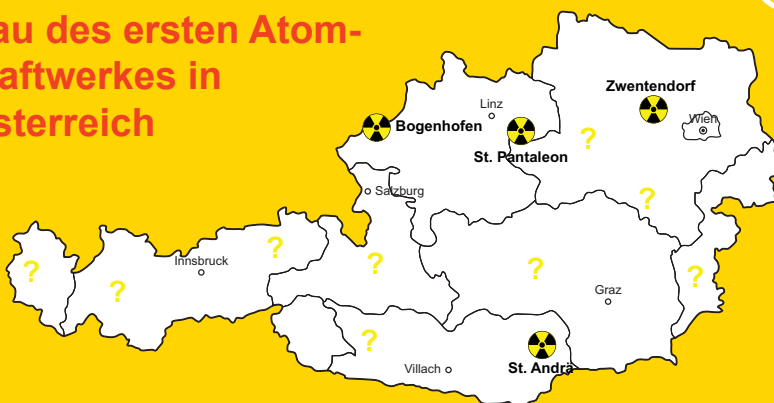 au des ersten Atom-
aftwerkes in
sterreich
Zwentendorf
Linz
Wien
Bogenhofen
St. Pantaleon
?
Salzburg
?
?
Innsbruck
?
?
?
?
?
Graz
?
Villach
St. Andrä